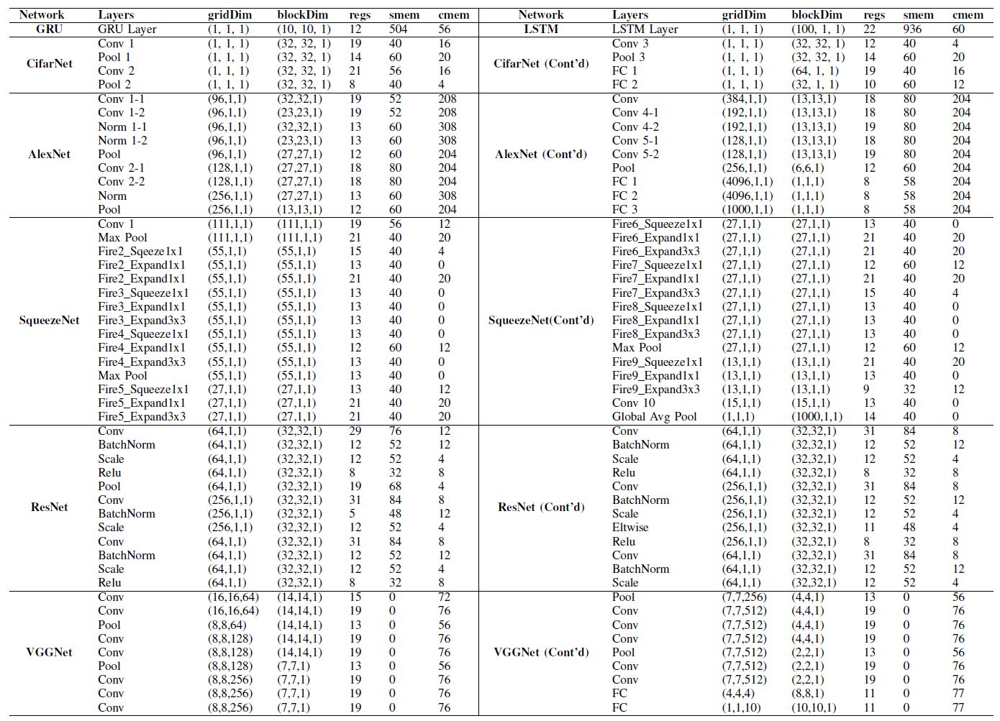 Network Layers gridDim blockDim regs smem cmem Network Layers gridDim blockDim regs smem cmem
GRU GRU Layer (1, 1, 1) (10, 10, 1) 12 504 56 LSTM LSTM Layer (1, 1, 1) (100, 1, 1) 22 936 60
Conv 1 (1, 1, 1) (32, 32, 1) 19 40 16 Conv 3 (1, 1, 1) (32, 32, 1) 12 40 4
Pool 1 (1, 1, 1) (32, 32, 1) 14 60 20 Pool 3 (1, 1, 1) (32, 32, 1) 14 60 20
CifarNet CifarNet (Cont'd)
Conv 2 (1, 1, 1) (32, 32, 1) 21 56 16 FC 1 (1, 1, 1) (64, 1, 1) 19 40 16
Pool 2 (1, 1, 1) (32, 32, 1) 8 40 4 FC 2 (1, 1, 1) (32, 1, 1) 10 60 12
Conv 1-1 (96,1,1) (32,32,1) 19 52 208 Conv (384,1,1) (13,13,1) 18 80 204
Conv 1-2 (96,1,1) (23,23,1) 19 52 208 Conv 4-1 (192,1,1) (13,13,1) 18 80 204
Norm 1-1 (96,1,1) (32,32,1) 13 60 308 Conv 4-2 (192,1,1) (13,13,1) 19 80 204
Norm 1-2 (96,1,1) (23,23,1) 13 60 308 Conv 5-1 (128,1,1) (13,13,1) 18 80 204
AlexNet Pool (96,1,1) (27,27,1) 12 60 204 AlexNet (Cont'd) Conv 5-2 (128,1,1) (13,13,1) 19 80 204
Conv 2-1 (128,1,1) (27,27,1) 18 80 204 Pool (256,1,1) (6,6,1) 12 60 204
Conv 2-2 (128,1,1) (27,27,1) 18 80 204 FC 1 (4096,1,1) (1,1,1) 8 58 204
Norm (256,1,1) (27,27,1) 13 60 308 FC 2 (4096,1,1) (1,1,1) 8 58 204
Pool (256,1,1) (13,13,1) 12 60 204 FC 3 (1000,1,1) (1,1,1) 8 58 204
Conv 1 (111,1,1) (111,1,1) 19 56 12 Fire6_Squeeze1x1 (27,1,1) (27,1,1) 13 40 0
Max Pool (111,1,1) (111,1,1) 21 40 20 Fire6_Expand1x1 (27,1,1) (27,1,1) 21 40 20
Fire2_Sqeeze1x1 (55,1,1) (55,1,1) 15 40 4 Fire6_Expand3x3 (27,1,1) (27,1,1) 21 40 20
Fire2_Expand1x1 (55,1,1) (55,1,1) 13 40 0 Fire7_Squeeze1x1 (27,1,1) (27,1,1) 12 60 12
Fire2_Expand1x1 (55,1,1) (55,1,1) 21 40 20 Fire7_Expand1x1 (27,1,1) (27,1,1) 21 40 20
Fire3_Squeeze1x1 (55,1,1) (55,1,1) 13 40 0 Fire7_Expand3x3 (27,1,1) (27,1,1) 15 40 4
Fire3_Expand1x1 (55,1,1) (55,1,1) 13 40 0 Fire8_Squeeze1x1 (27,1,1) (27,1,1) 13 40 0
SqueezeNet Fire3_Expand3x3 (55,1,1) (55,1,1) 13 40 0 SqueezeNet(Cont'd) Fire8_Expand1x1 (27,1,1) (27,1,1) 13 40 0
Fire4_Squeeze1x1 (55,1,1) (55,1,1) 13 40 0 Fire8_Expand3x3 (27,1,1) (27,1,1) 13 40 0
Fire4_Expand1x1 (55,1,1) (55,1,1) 12 60 12 Max Pool (27,1,1) (27,1,1) 12 60 12
Fire4_Expand3x3 (55,1,1) (55,1,1) 13 40 0 Fire9_Squeeze1x1 (13,1,1) (13,1,1) 21 40 20
Max Pool (55,1,1) (55,1,1) 13 40 0 Fire9_Expand1x1 (13,1,1) (13,1,1) 13 40 0
Fire5_Squeeze1x1 (27,1,1) (27,1,1) 13 40 12 Fire9_Expand3x3 (13,1,1) (13,1,1) 9 32 12
Fire5_Expand1x1 (27,1,1) (27,1,1) 21 40 20 Conv 10 (15,1,1) (15,1,1) 13 40 0
Fire5_Expand3x3 (27,1,1) (27,1,1) 21 40 20 Global Avg Pool (1,1,1) (1000,1,1) 14 40 0
Conv (64,1,1) (32,32,1) 29 76 12 Conv (64,1,1) (32,32,1) 31 84 8
BatchNorm (64,1,1) (32,32,1) 12 52 12 BatchNorm (64,1,1) (32,32,1) 12 52 12
Scale (64,1,1) (32,32,1) 12 52 4 Scale (64,1,1) (32,32,1) 12 52 4
Relu (64,1,1) (32,32,1) 8 32 8 Relu (64,1,1) (32,32,1) 8 32 8
Pool (64,1,1) (32,32,1) 19 68 4 Conv (256,1,1) (32,32,1) 31 84 8
Conv (256,1,1) (32,32,1) 31 84 8 BatchNorm (256,1,1) (32,32,1) 12 52 12
ResNet ResNet (Cont'd)
BatchNorm (256,1,1) (32,32,1) 5 48 12 Scale (256,1,1) (32,32,1) 12 52 4
Scale (256,1,1) (32,32,1) 12 52 4 Eltwise (256,1,1) (32,32,1) 11 48 4
Conv (64,1,1) (32,32,1) 31 84 8 Relu (256,1,1) (32,32,1) 8 32 8
BatchNorm (64,1,1) (32,32,1) 12 52 12 Conv (64,1,1) (32,32,1) 31 84 8
Scale (64,1,1) (32,32,1) 12 52 4 BatchNorm (64,1,1) (32,32,1) 12 52 12
Relu (64,1,1) (32,32,1) 8 32 8 Scale (64,1,1) (32,32,1) 12 52 4
Conv (16,16,64) (14,14,1) 15 0 72 Pool (7,7,256) (4,4,1) 13 0 56
Conv (16,16,64) (14,14,1) 19 0 76 Conv (7,7,512) (4,4,1) 19 0 76
Pool (8,8,64) (14,14,1) 13 0 56 Conv (7,7,512) (4,4,1) 19 0 76
Conv (8,8,128) (14,14,1) 19 0 76 Conv (7,7,512) (4,4,1) 19 0 76
VGGNet Conv (8,8,128) (14,14,1) 19 0 76 VGGNet (Cont'd) Pool (7,7,512) (2,2,1) 13 0 56
Pool (8,8,128) (7,7,1) 13 0 56 Conv (7,7,512) (2,2,1) 19 0 76
Conv (8,8,256) (7,7,1) 19 0 76 Conv (7,7,512) (2,2,1) 19 0 76
Conv (8,8,256) (7,7,1) 19 0 76 FC (4,4,4) (8,8,1) 11 0 77
Conv (8,8,256) (7,7,1) 19 0 76 FC (1,1,10) (10,10,1) 11 0 77